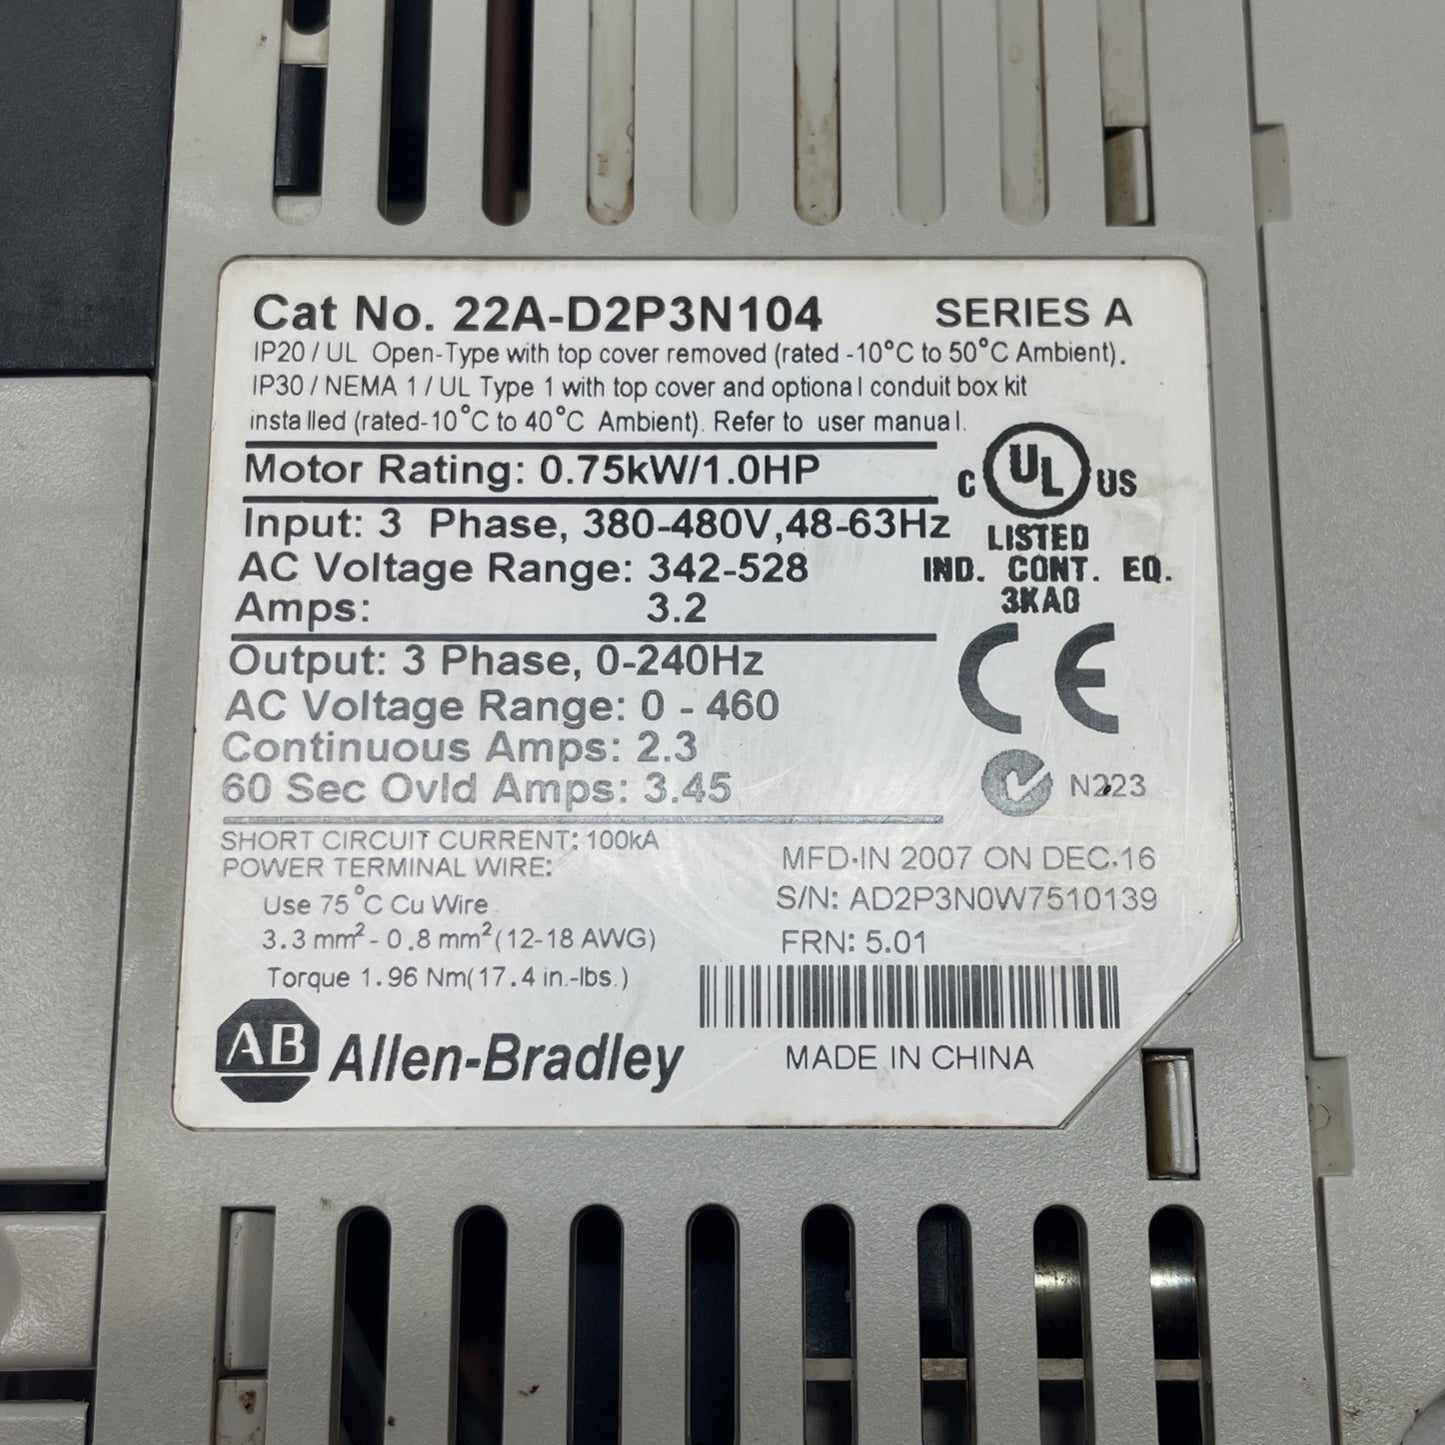 Cat No. 22A-D2P3N104 SERIES A
IP20 / UL Open-Type with top cover removed (rated -10°C to 50°C Ambient).
IP30 / NEMA 1 / UL Type 1 with top cover and optional conduit box kit
installed (rated-10°C to 40°C Ambient). Refer to user manual.
Motor Rating: 0.75kW/1.0HP
Input: 3 Phase, 380-480V,48-63Hz
AC Voltage Range: 342-528
Amps: 3.2
C UL US
LISTED
IND. CONT. EQ.
3KA0
CE
Output: 3 Phase, 0-240Hz
AC Voltage Range: 0 - 460
Continuous Amps: 2.3
60 Sec Ovld Amps: 3.45
N223
SHORT CIRCUIT CURRENT: 100kA
POWER TERMINAL WIRE:
Use 75°C Cu Wire
3.3 mm² - 0.8 mm² (12-18 AWG)
Torque 1.96 Nm(17.4 in.-lbs.)
MFD.IN 2007 ON DEC.16
S/N: AD2P3N0W7510139
FRN: 5.01
MADE IN CHINA
AB Allen-Bradley